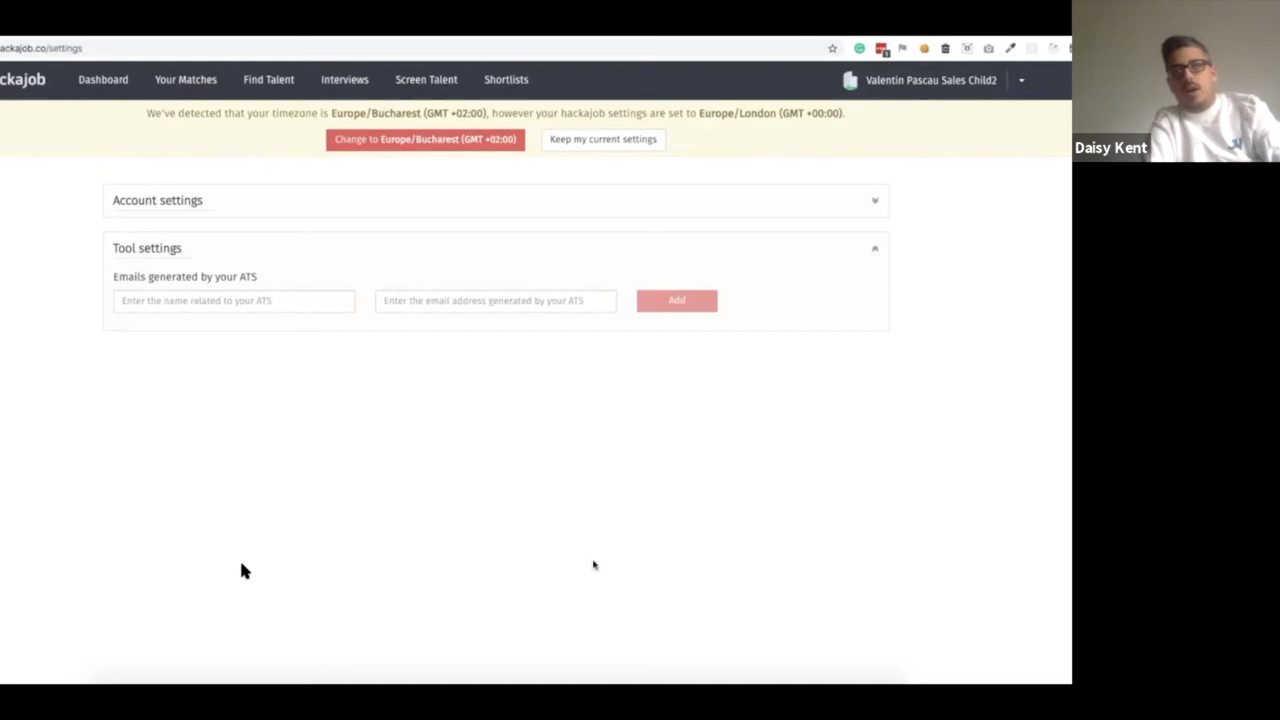 ackajob.co/settings
ckajob Dashboard Your Matches Find Talent Interviews Screen Talent Shortlists Valentin Pascau Sales Child2
We've detected that your timezone is Europe/Bucharest (GMT +02:00), however your hackajob settings are set to Europe/London (GMT +00:00).
Change to Europe/Bucharest (GMT +02:00) Keep my current settings
Daisy Kent
Account settings
Tool settings
Emails generated by your ATS
Enter the name related to your ATS Enter the email address generated by your ATS Add